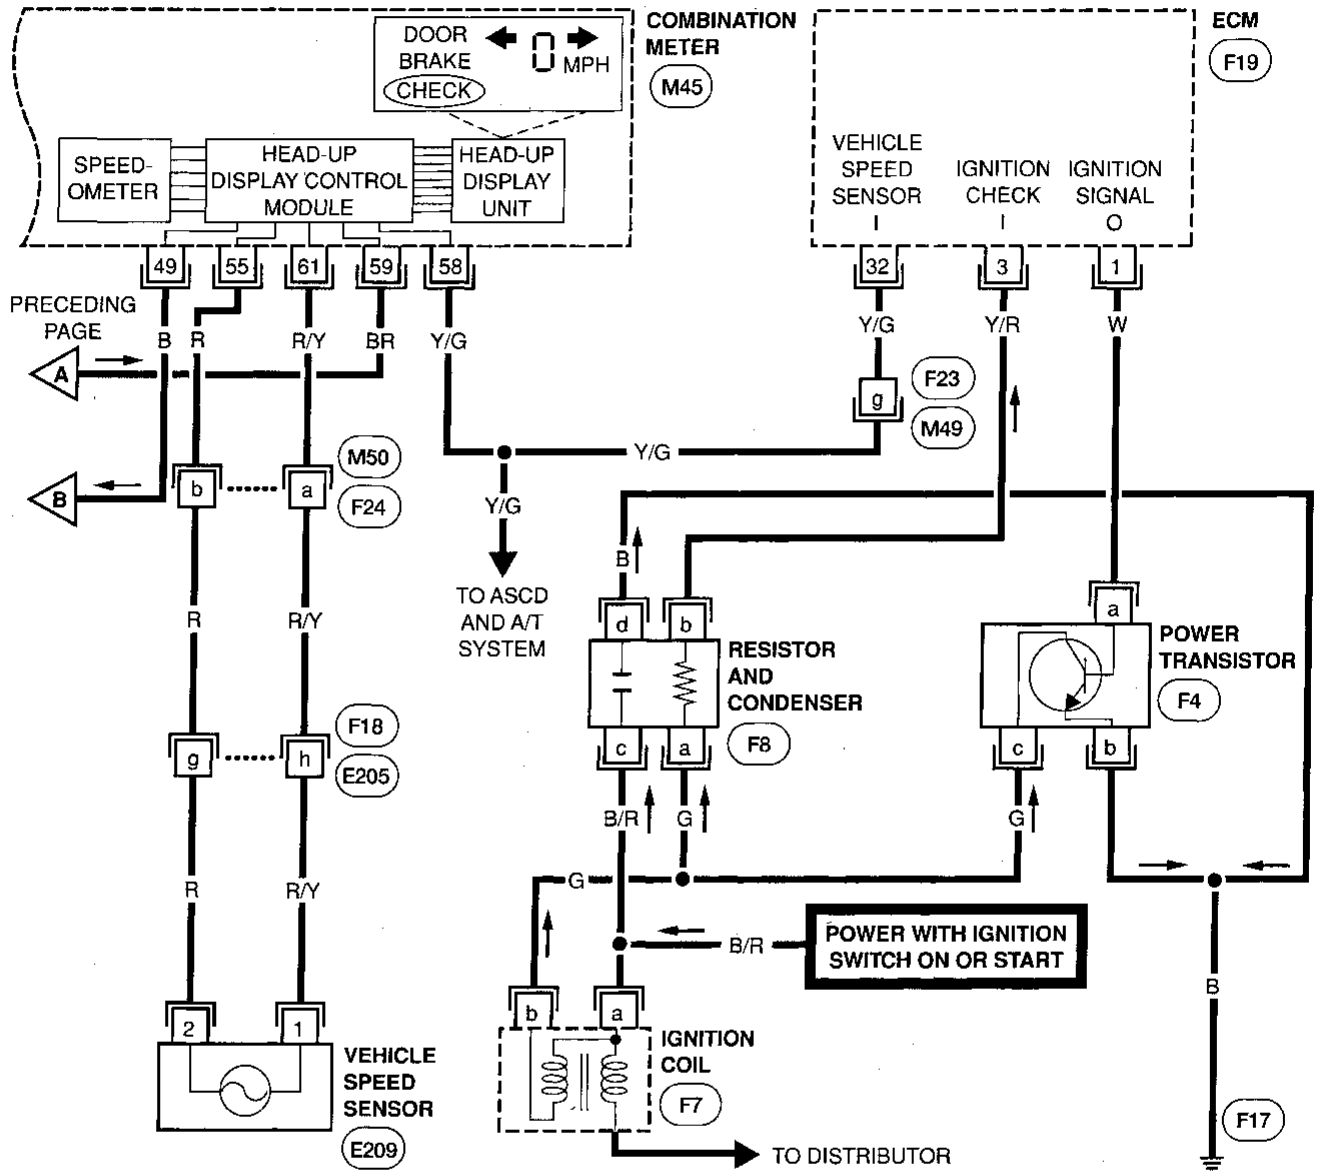 COMBINATION
METER
M45
DOOR
BRAKE
CHECK
0
MPH
ECM
F19
SPEED-
OMETER
HEAD-UP
DISPLAY CONTROL
MODULE
HEAD-UP
DISPLAY
UNIT
VEHICLE
SPEED
SENSOR
I
IGNITION
CHECK
I
IGNITION
SIGNAL
O
49
55
61
59
58
32
3
1
PRECEDING
PAGE
B
R
R/Y
BR
Y/G
Y/G
Y/R
W
A
F23
g
M49
Y/G
M50
b
a
F24
B
Y/G
B
TO ASCD
AND A/T
SYSTEM
R
R/Y
d
b
a
RESISTOR
AND
CONDENSER
F8
POWER
TRANSISTOR
F4
c
a
c
b
F18
g
h
E205
B/R
G
G
G
R
R/Y
B/R
POWER WITH IGNITION
SWITCH ON OR START
B
b
a
2
1
VEHICLE
SPEED
SENSOR
E209
IGNITION
COIL
F7
F17
TO DISTRIBUTOR